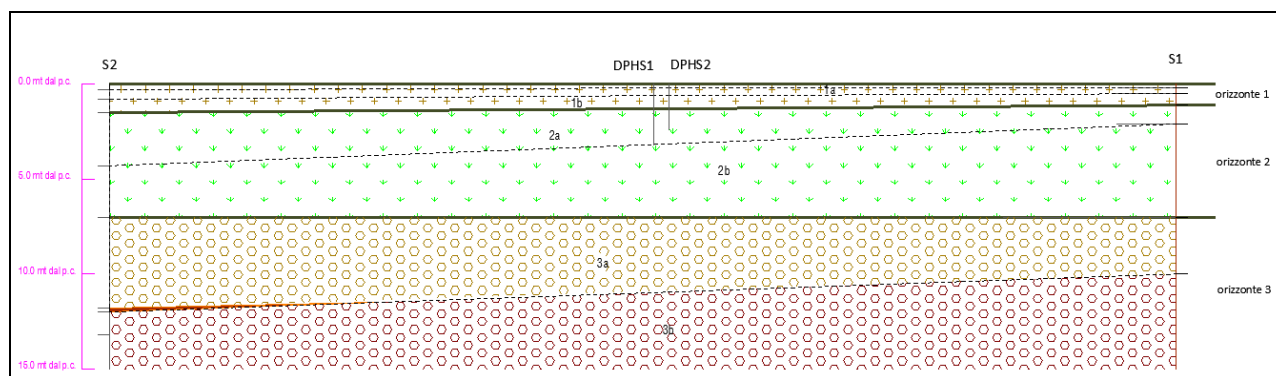 S2
DPHS1
DPHS2
S1
0.0 mt dal p.c.
1a
orizonte 1
1b
2a
5.0 mt dal p.c.
2b
orizzonte 2
3a
10.0 mt dal p.c.
orizzonte 3
3b
15.0 mt dal p.c.